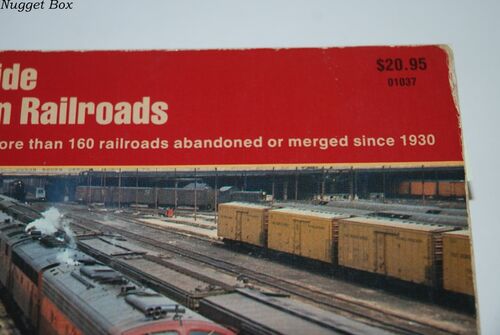 Nugget Box
$20.95
01037
ide
n Railroads
ore than 160 railroads abandoned or merged since 1930